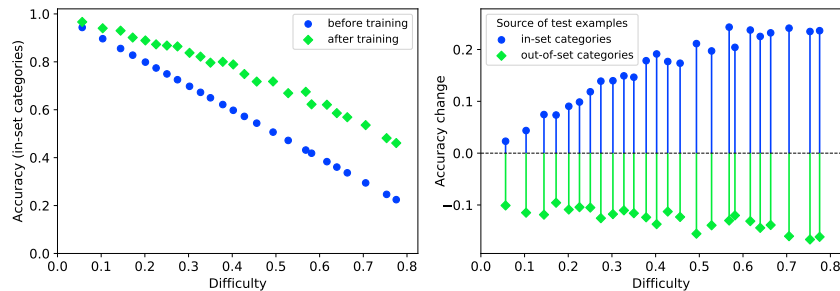 Accuracy (in-set categories)
1.0
0.8
0.6
0.4
0.2
0.0
before training
after training
0.0 0.1 0.2 0.3 0.4 0.5 0.6 0.7 0.8
Difficulty
Accuracy change
0.2
0.1
0.0
−0.1
Source of test examples
in-set categories
out-of-set categories
0.0 0.1 0.2 0.3 0.4 0.5 0.6 0.7 0.8
Difficulty